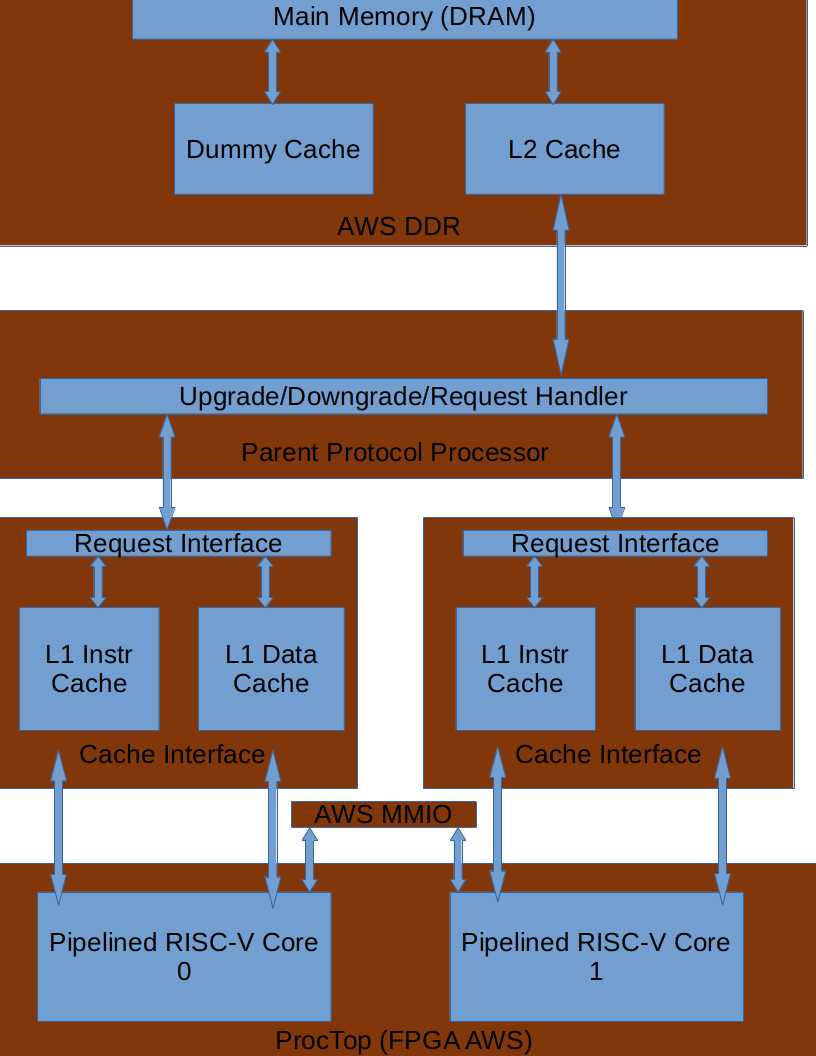 Main Memory (DRAM)
Dummy Cache
L2 Cache
AWS DDR
Upgrade/Downgrade/Request Handler
Parent Protocol Processor
Request Interface
Request Interface
L1 Instr
Cache
L1 Data
Cache
L1 Instr
Cache
L1 Data
Cache
Cache Interface
Cache Interface
AWS MMIO
Pipelined RISC-V Core
0
Pipelined RISC-V Core
1
ProcTop (FPGA AWS)